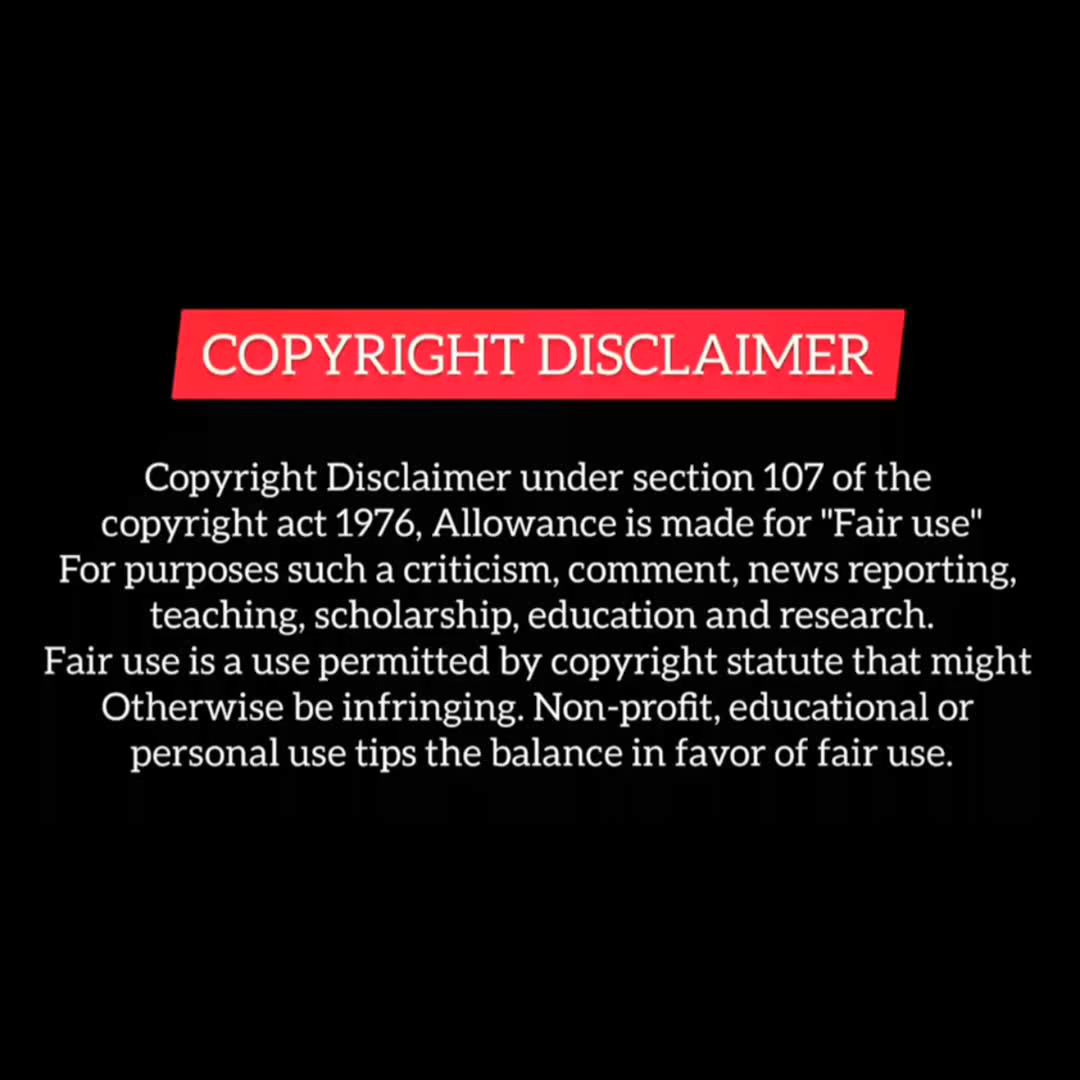 COPYRIGHT DISCLAIMER
Copyright Disclaimer under section 107 of the
copyright act 1976, Allowance is made for "Fair use"
For purposes such a criticism, comment, news reporting,
teaching, scholarship, education and research.
Fair use is a use permitted by copyright statute that might
Otherwise be infringing. Non-profit, educational or
personal use tips the balance in favor of fair use.